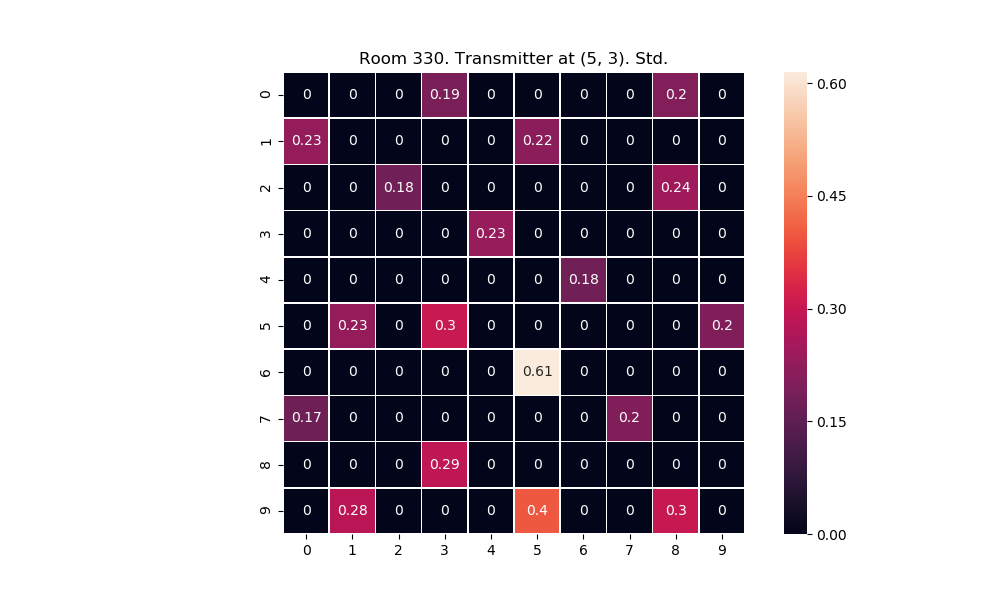 Room 330. Transmitter at (5, 3). Std.
0 0 0 0 0.19 0 0 0 0 0.2 0
1 0.23 0 0 0 0 0.22 0 0 0 0
2 0 0 0.18 0 0 0 0 0 0.24 0
3 0 0 0 0 0.23 0 0 0 0 0
4 0 0 0 0 0 0 0.18 0 0 0
5 0 0.23 0 0.3 0 0 0 0 0 0.2
6 0 0 0 0 0 0.61 0 0 0 0
7 0.17 0 0 0 0 0 0 0.2 0 0
8 0 0 0 0.29 0 0 0 0 0 0
9 0 0.28 0 0 0 0.4 0 0 0.3 0
0 1 2 3 4 5 6 7 8 9
0.60
0.45
0.30
0.15
0.00